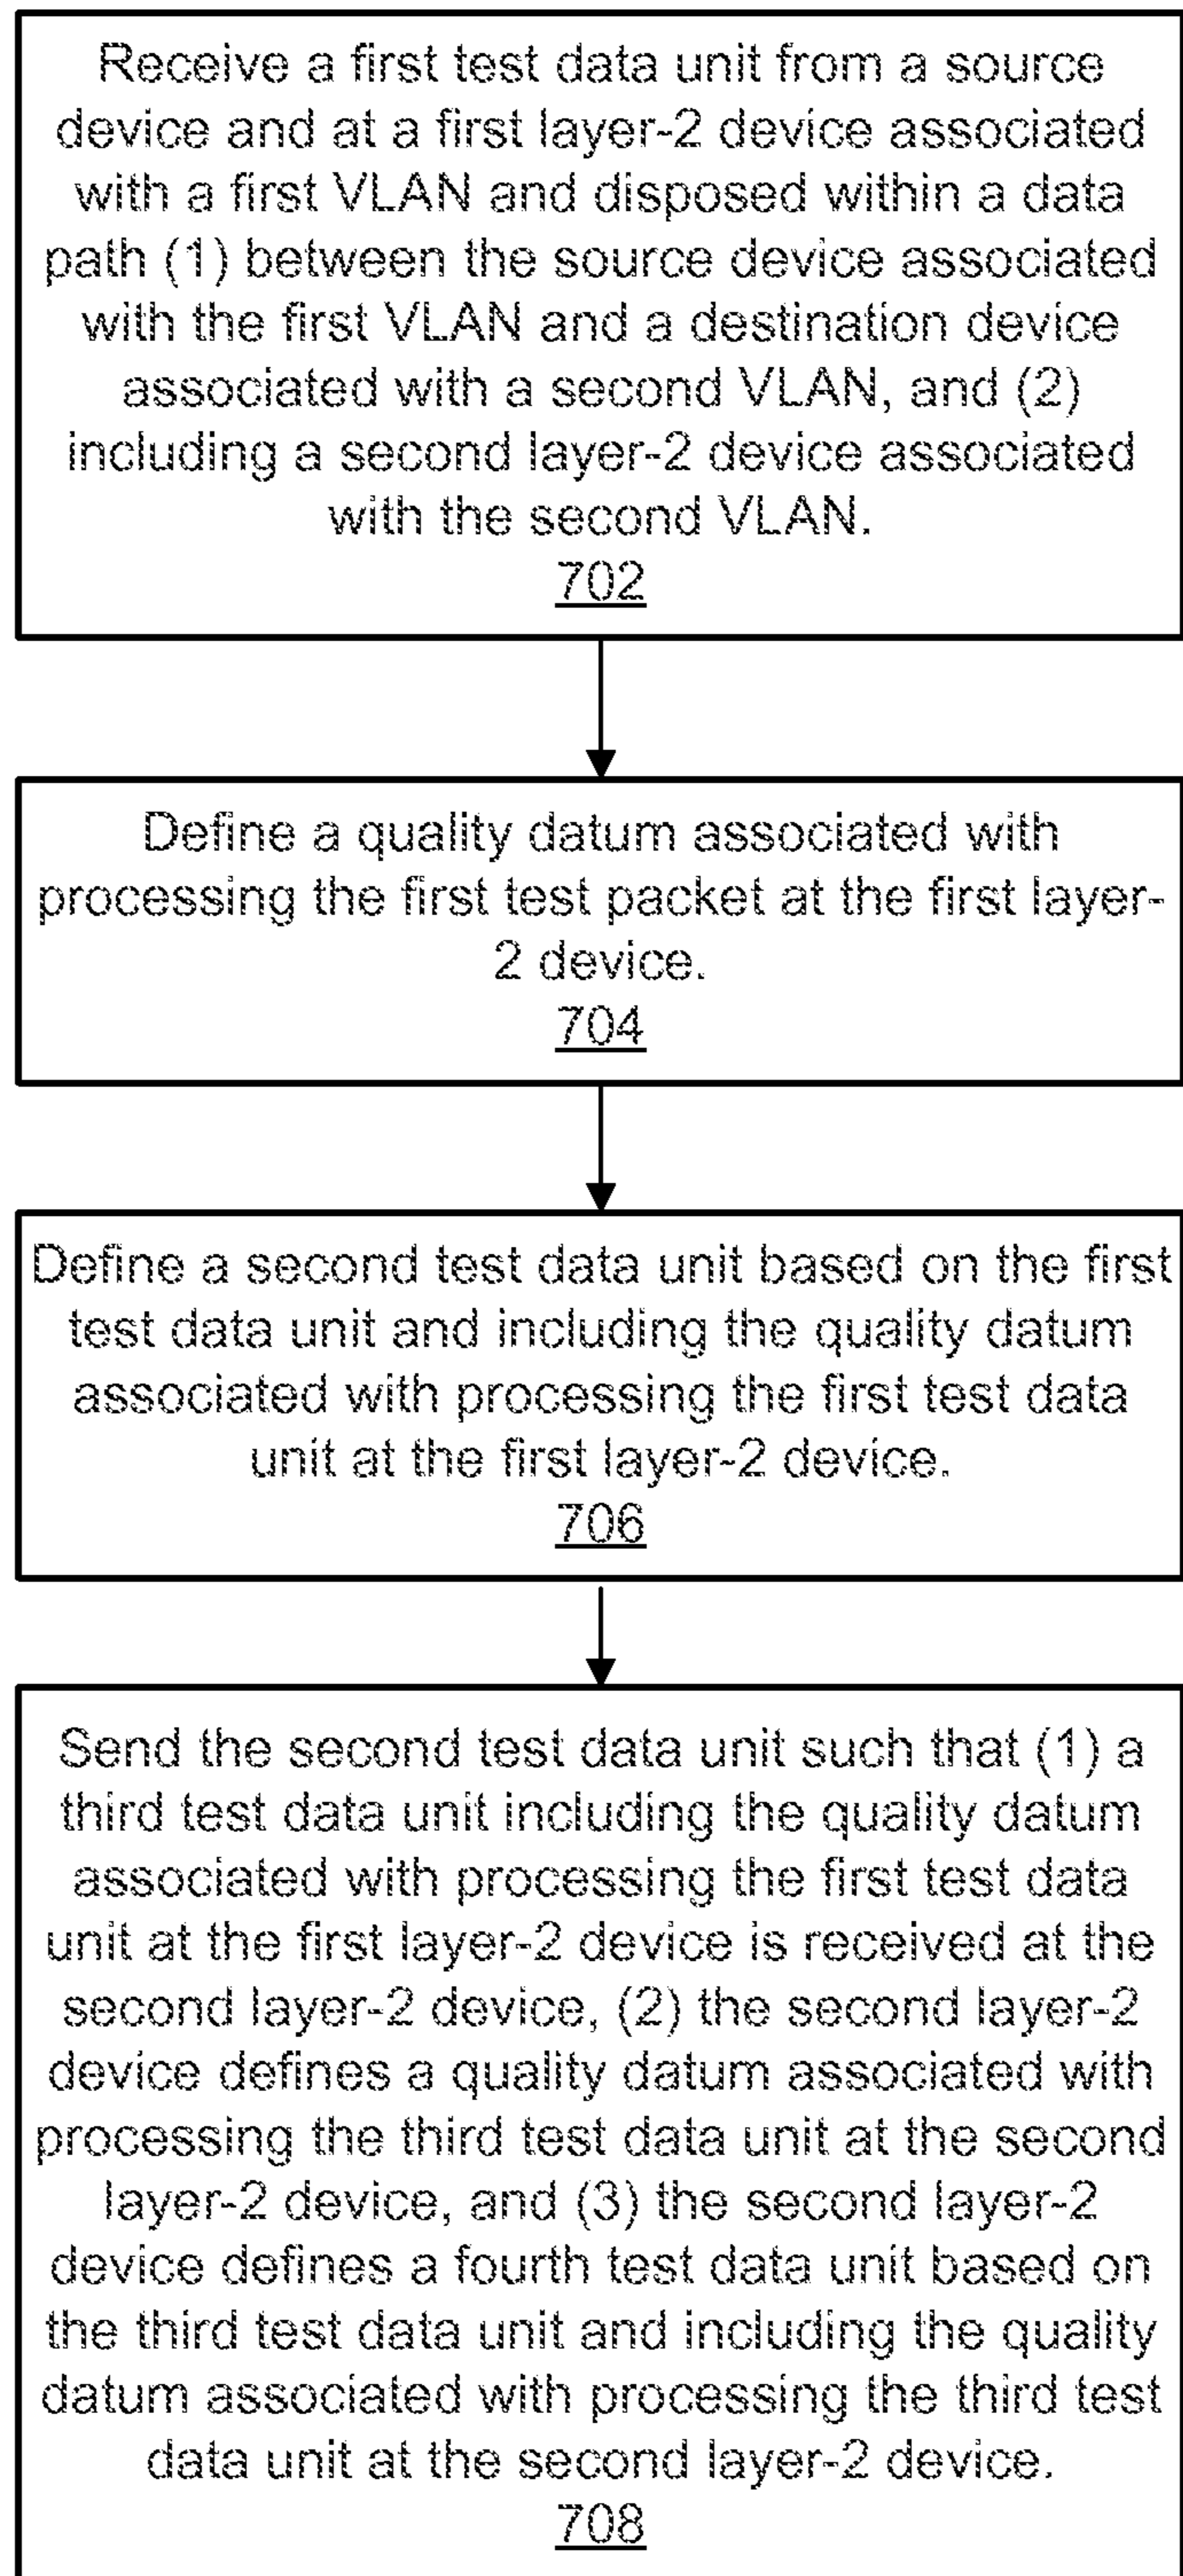 Receive a first test data unit from a source
device and at a first layer-2 device associated
with a first VLAN and disposed within a data
path (1) between the source device associated
with the first VLAN and a destination device
associated with a second VLAN, and (2)
including a second layer-2 device associated
with the second VLAN.
702
Define a quality datum associated with
processing the first test packet at the first layer-
2 device.
704
Define a second test data unit based on the first
test data unit and including the quality datum
associated with processing the first test data
unit at the first layer-2 device.
706
Send the second test data unit such that (1) a
third test data unit including the quality datum
associated with processing the first test data
unit at the first layer-2 device is received at the
second layer-2 device, (2) the second layer-2
device defines a quality datum associated with
processing the third test data unit at the second
layer-2 device, and (3) the second layer-2
device defines a fourth test data unit based on
the third test data unit and including the quality
datum associated with processing the third test
data unit at the second layer-2 device.
708